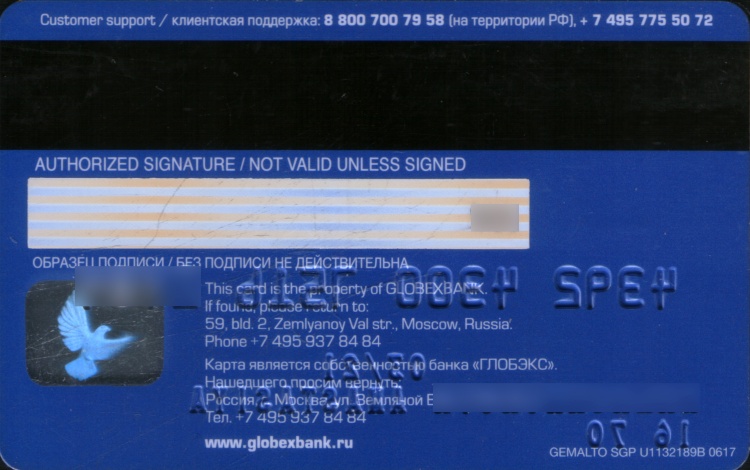 Customer support / клиентская поддержка: 8 800 700 79 58 (на территории РФ), + 7 495 775 50 72
AUTHORIZED SIGNATURE / NOT VALID UNLESS SIGNED
ОБРАЗЕЦ ПОДПИСИ / БЕЗ ПОДПИСИ НЕ ДЕЙСТВИТЕЛЬНА
This card is the property of GLOBEXBANK.
If found, please return to:
59, bld. 2, Zemlyanoy Val str., Moscow, Russia.
Phone +7 495 937 84 84
Карта является собственностью банка «ГЛОБЭКС».
Нашедшего просим вернуть:
Россия, г. Москва, ул. Земляной В
Тел. +7 495 937 84 84
www.globexbank.ru
GEMALTO SGP U1132189B 0617